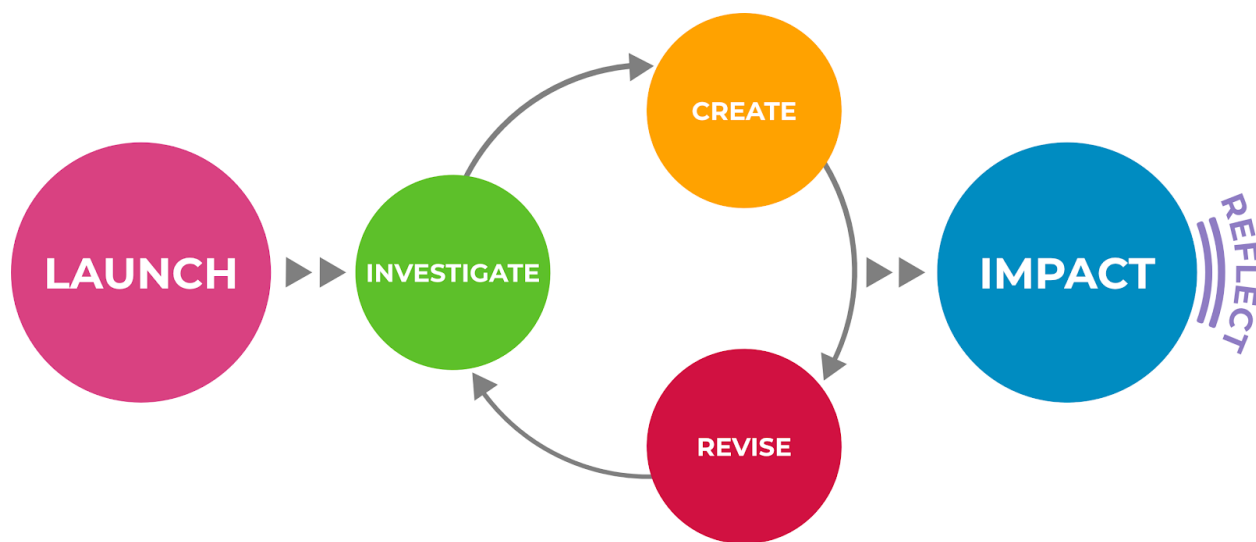 LAUNCH
INVESTIGATE
CREATE
REVISE
IMPACT
REFLECT